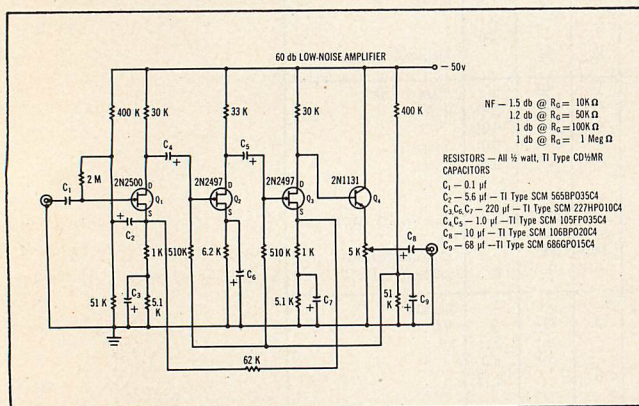 60 db LOW-NOISE AMPLIFIER
– 50v
400 K
30 K
33 K
30 K
400 K
C4
+
C5
+
2 M
2N2500
D
2N2497
D
2N2497
D
2N1131
C1
Q1
Q2
Q3
Q4
S
S
S
+
C2
1 K
510K
6.2 K
510 K
1 K
5 K
C8
+
C6
+
51 K
C3
+
5.1
K
5.1 K
C7
+
51
K
C9
+
62 K
NF – 1.5 db @ RG = 10K Ω
1.2 db @ RG = 50K Ω
1 db @ RG = 100K Ω
1 db @ RG = 1 Meg Ω
RESISTORS – All ½ watt, TI Type CD½MR
CAPACITORS
C1 – 0.1 µf
C2 – 5.6 µf – TI Type SCM 565BP035C4
C3,C6,C7 – 220 µf – TI Type SCM 227HP010C4
C4,C5 – 1.0 µf – TI Type SCM 105FP035C4
C8 – 10 µf – TI Type SCM 106BP020C4
C9 – 68 µf – TI Type SCM 686GP015C4